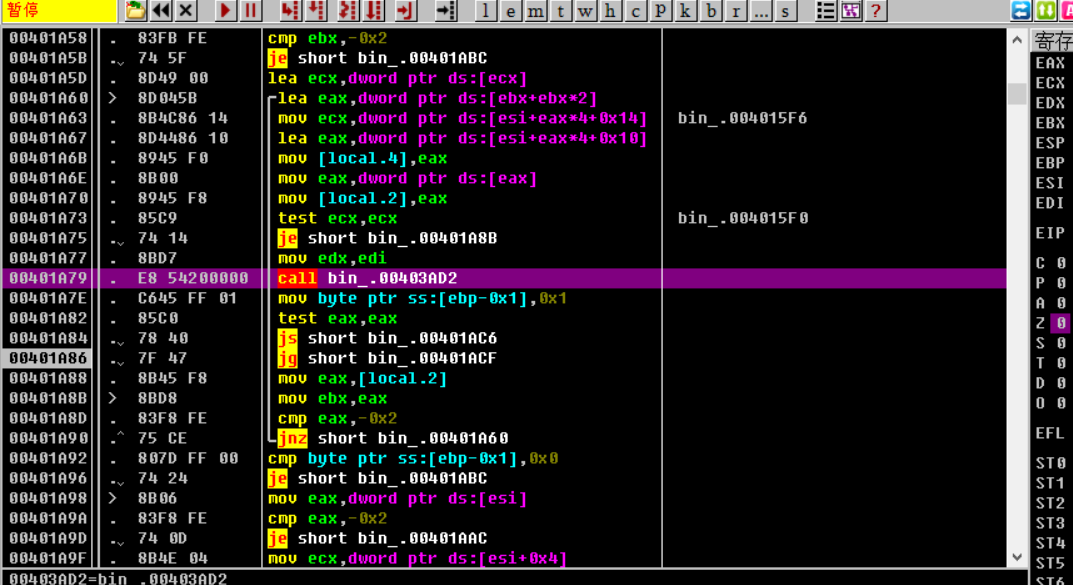 暂停 l e m t w h c p k b r ... s ?
00401A58 . 83FB FE cmp ebx,-0x2
00401A5B . 74 5F je short bin_.00401ABC
00401A5D . 8D49 00 lea ecx,dword ptr ds:[ecx]
00401A60 > 8D045B lea eax,dword ptr ds:[ebx+ebx*2]
00401A63 . 8B4C86 14 mov ecx,dword ptr ds:[esi+eax*4+0x14] bin_.004015F6
00401A67 . 8D4486 10 lea eax,dword ptr ds:[esi+eax*4+0x10]
00401A6B . 8945 F0 mov [local.4],eax
00401A6E . 8B00 mov eax,dword ptr ds:[eax]
00401A70 . 8945 F8 mov [local.2],eax
00401A73 . 85C9 test ecx,ecx bin_.004015F0
00401A75 . 74 14 je short bin_.00401A8B
00401A77 . 8BD7 mov edx,edi
00401A79 . E8 54200000 call bin_.00403AD2
00401A7E . C645 FF 01 mov byte ptr ss:[ebp-0x1],0x1
00401A82 . 85C0 test eax,eax
00401A84 . 78 40 js short bin_.00401AC6
00401A86 . 7F 47 jg short bin_.00401ACF
00401A88 . 8B45 F8 mov eax,[local.2]
00401A8B > 8BD8 mov ebx,eax
00401A8D . 83F8 FE cmp eax,-0x2
00401A90 .^ 75 CE jnz short bin_.00401A60
00401A92 . 807D FF 00 cmp byte ptr ss:[ebp-0x1],0x0
00401A96 . 74 24 je short bin_.00401ABC
00401A98 > 8B06 mov eax,dword ptr ds:[esi]
00401A9A . 83F8 FE cmp eax,-0x2
00401A9D . 74 0D je short bin_.00401AAC
00401A9F . 8B4E 04 mov ecx,dword ptr ds:[esi+0x4]
00403AD2=bin_.00403AD2
寄存
EAX
ECX
EDX
EBX
ESP
EBP
ESI
EDI
EIP
C 0
P 0
A 0
Z 0
S 0
T 0
D 0
O 0
EFL
ST0
ST1
ST2
ST3
ST4
ST5
ST6